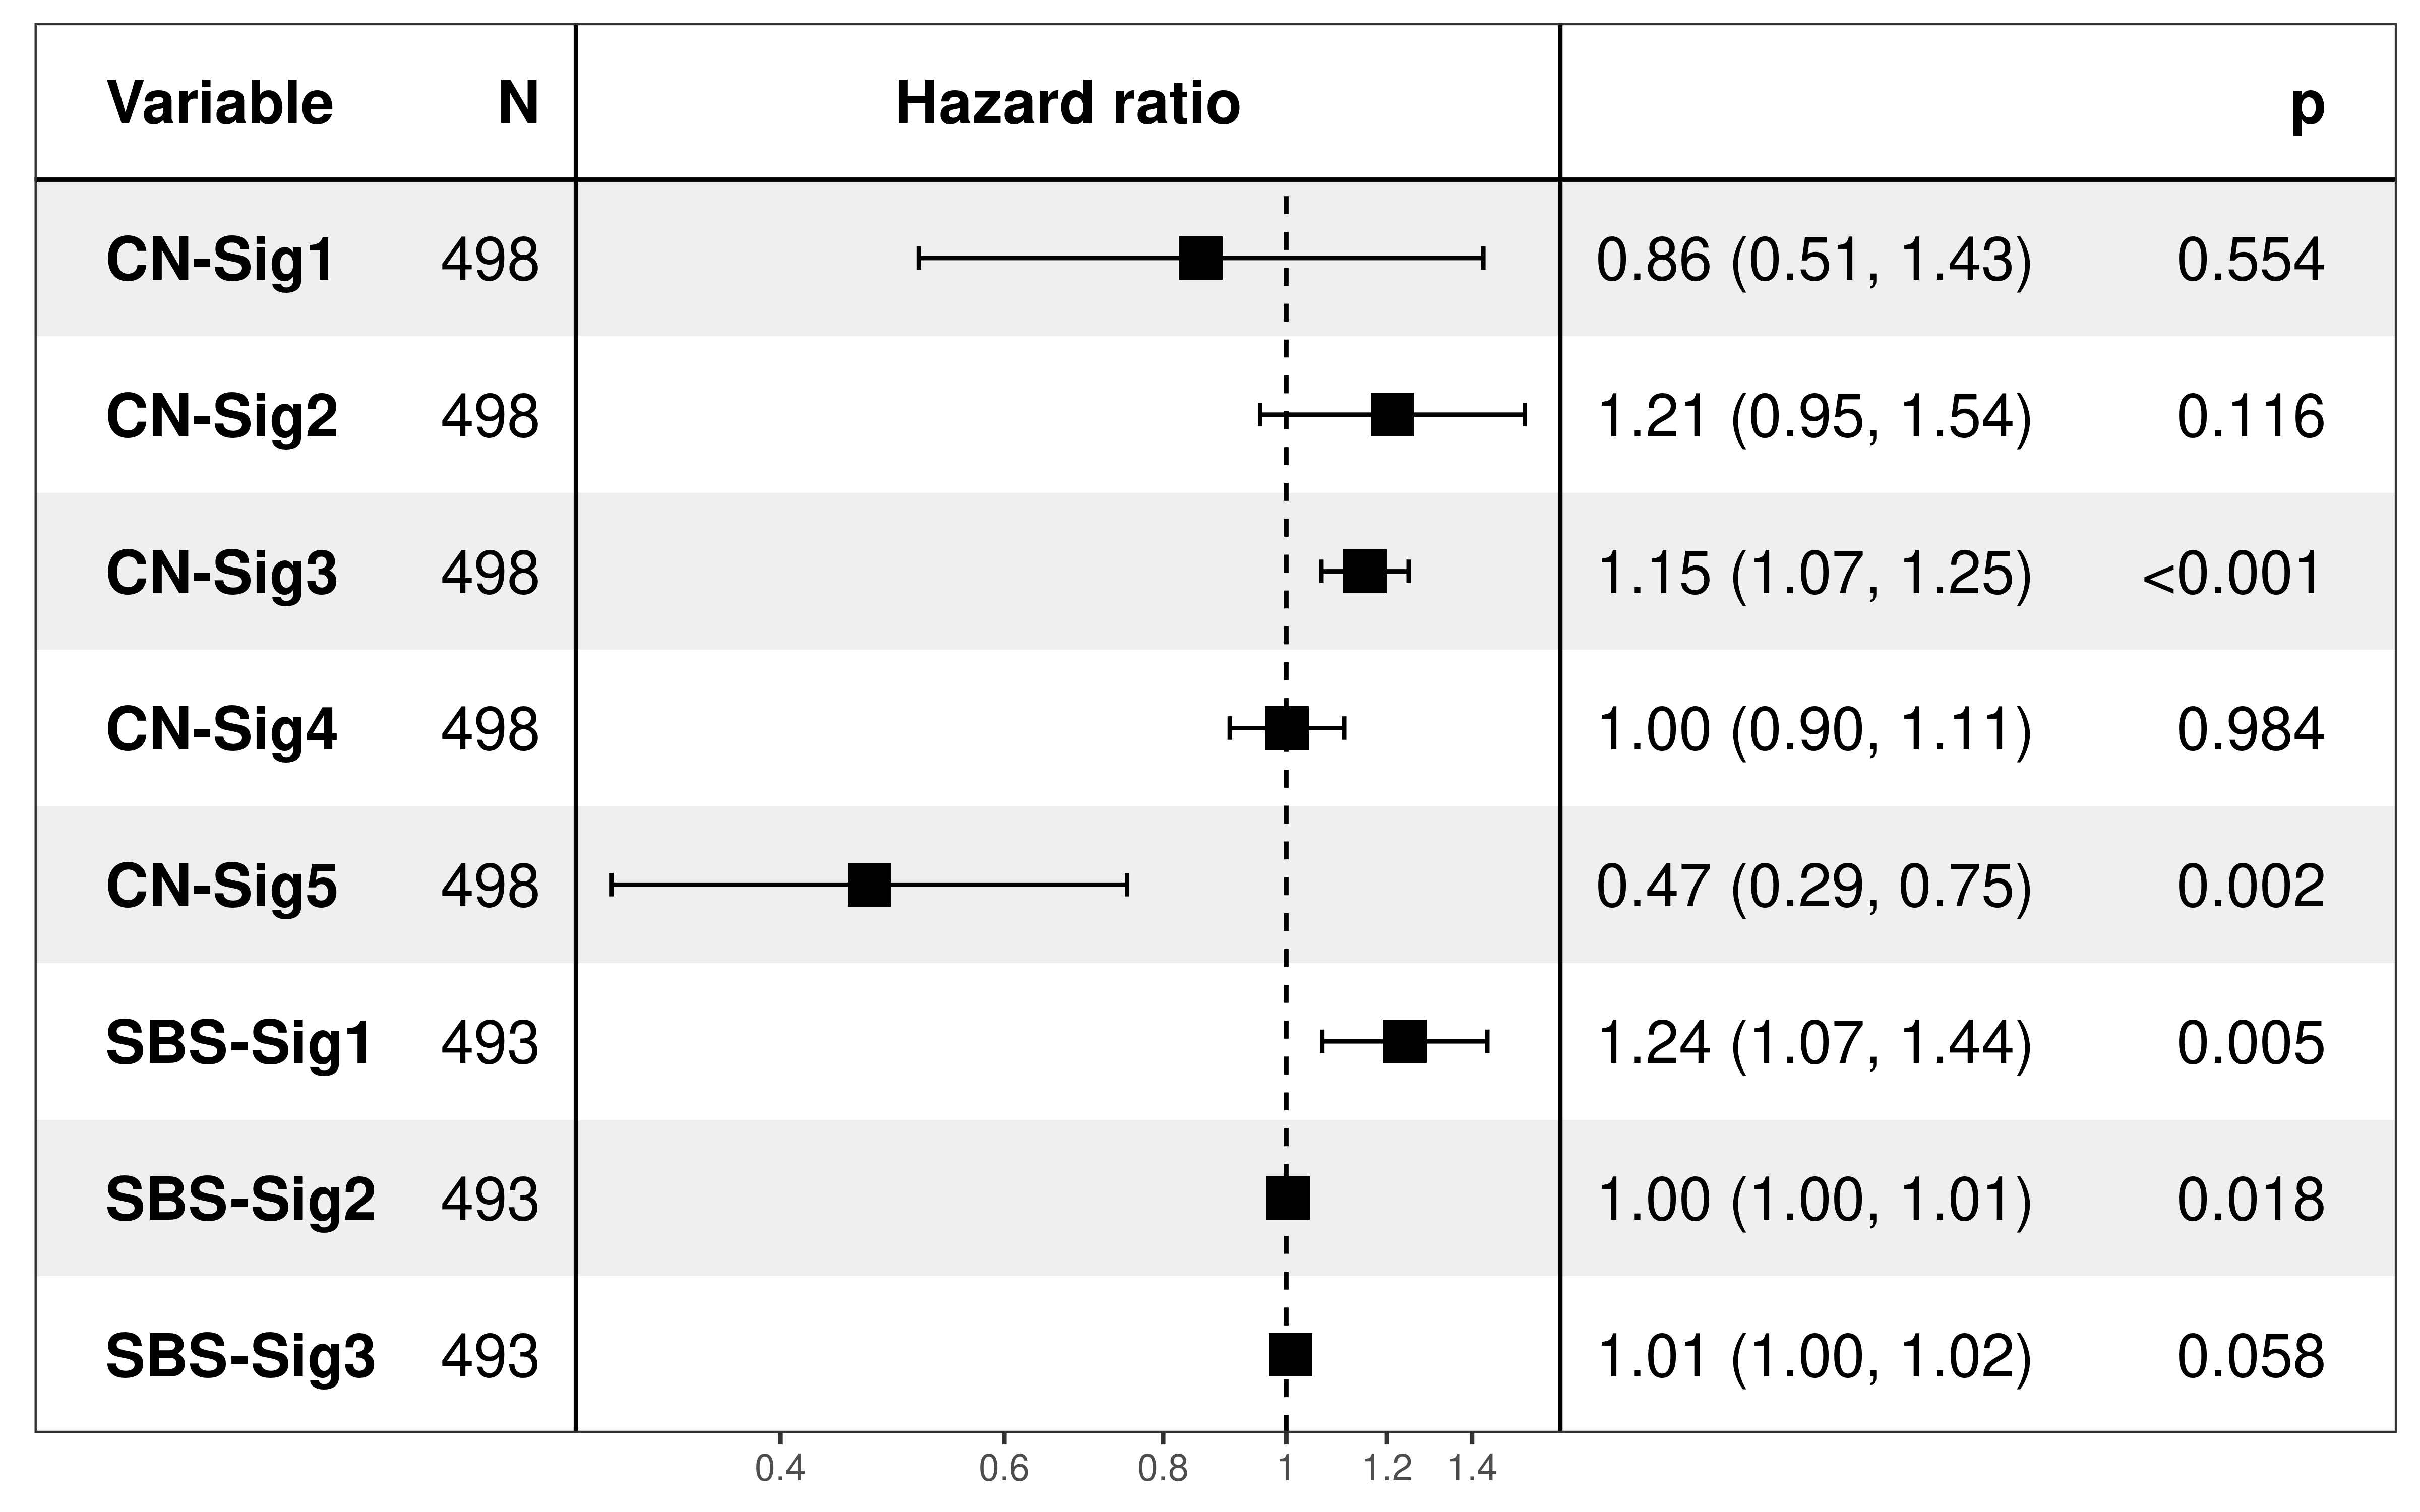 Variable N Hazard ratio p
CN-Sig1 498 0.86 (0.51, 1.43) 0.554
CN-Sig2 498 1.21 (0.95, 1.54) 0.116
CN-Sig3 498 1.15 (1.07, 1.25) <0.001
CN-Sig4 498 1.00 (0.90, 1.11) 0.984
CN-Sig5 498 0.47 (0.29, 0.75) 0.002
SBS-Sig1 493 1.24 (1.07, 1.44) 0.005
SBS-Sig2 493 1.00 (1.00, 1.01) 0.018
SBS-Sig3 493 1.01 (1.00, 1.02) 0.058
0.4 0.6 0.8 1 1.2 1.4